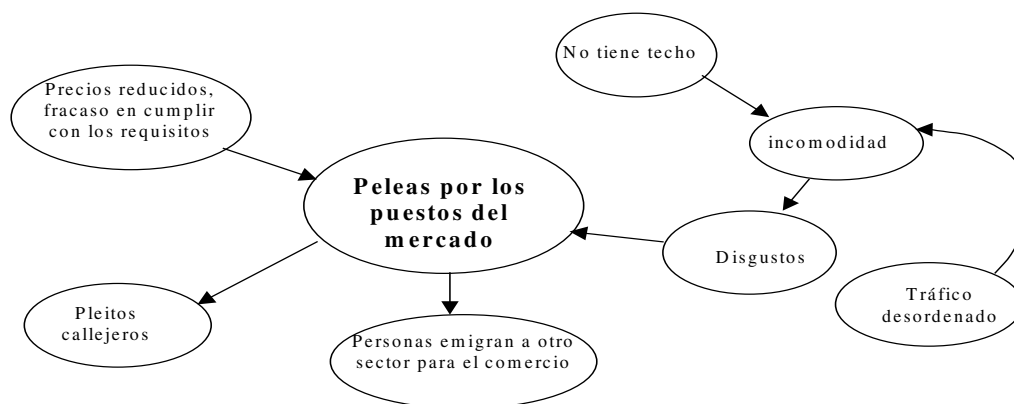 No tiene techo
Precios reducidos,
fracaso en cumplir
con los requisitos
incomodidad
Peleas por los
puestos del
mercado
Disgustos
Tráfico
desordenado
Pleitos
callejeros
Personas emigran a otro
sector para el comercio